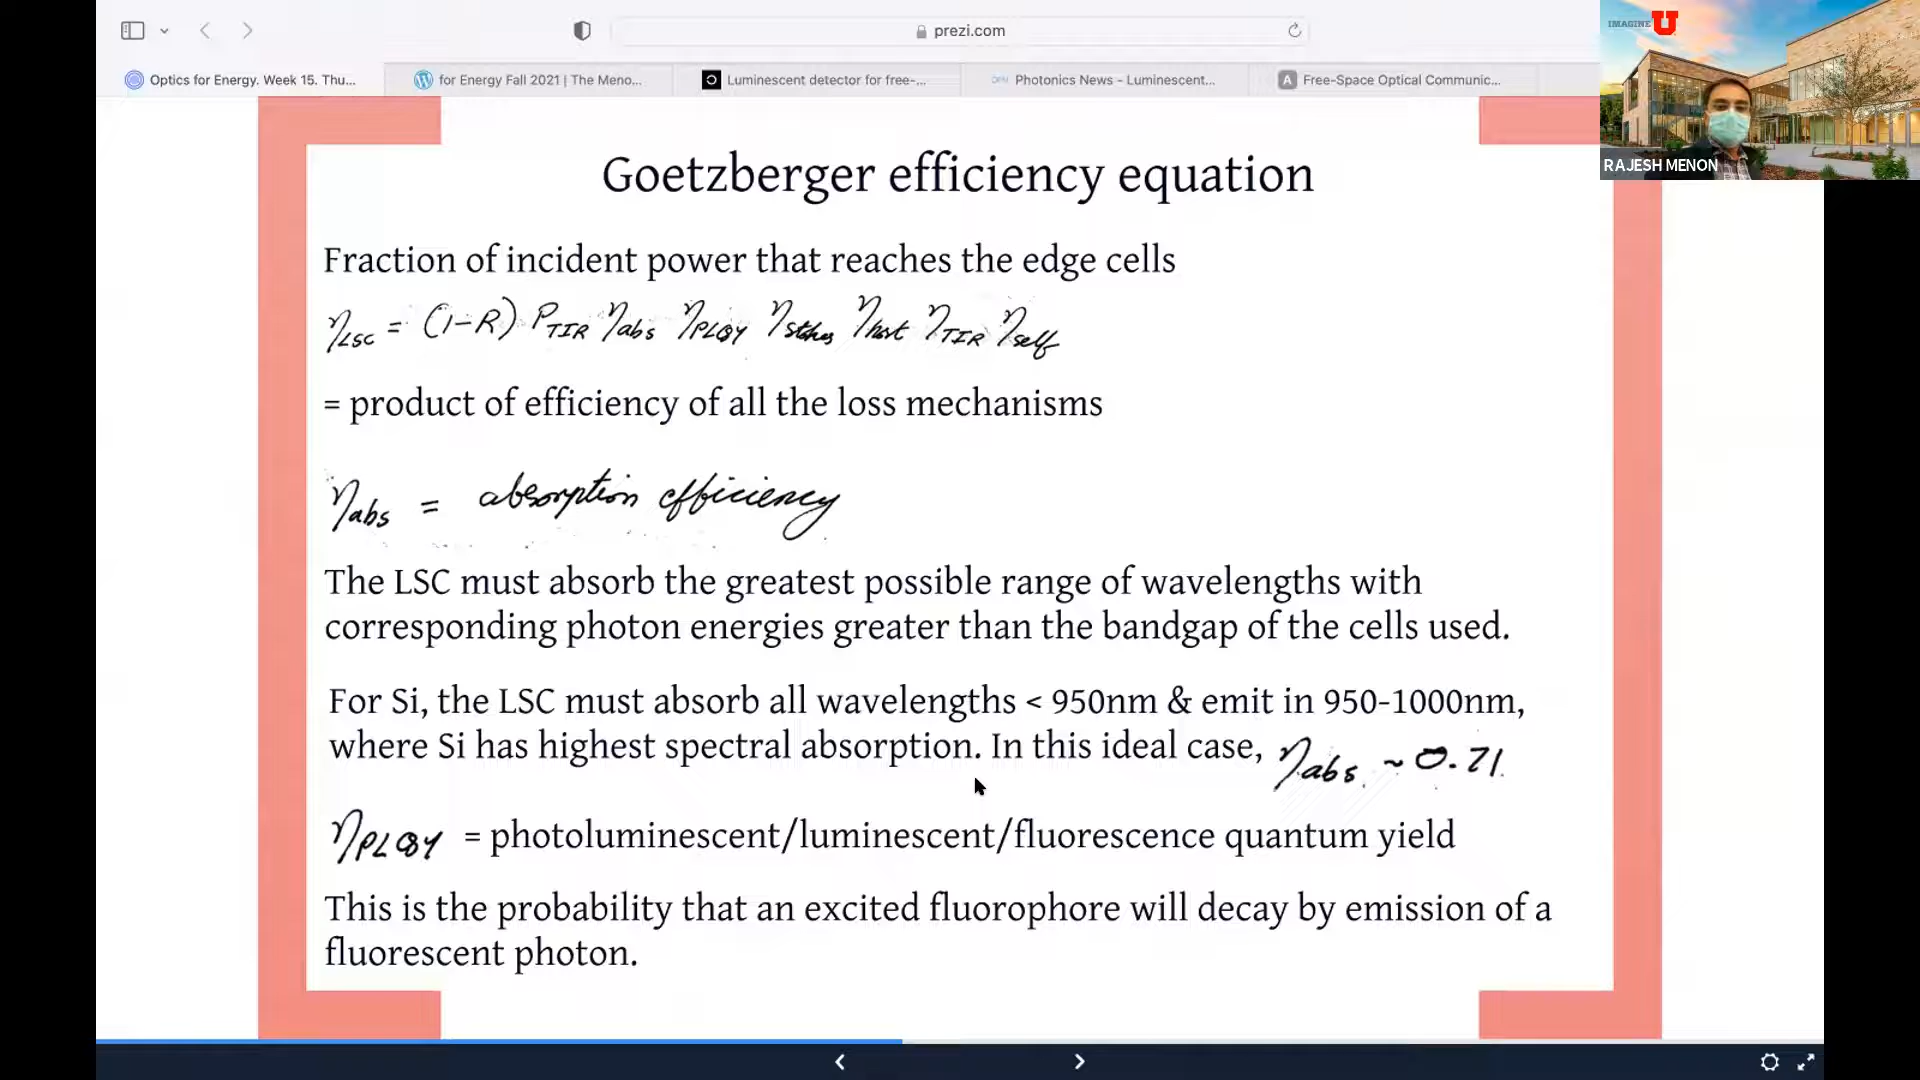 prezi.com
Optics for Energy. Week 15. Thu...
for Energy Fall 2021 | The Meno...
Luminescent detector for free-...
Photonics News - Luminescent...
A Free-Space Optical Communic...
IMAGINE U
RAJESH MENON
Goetzberger efficiency equation
Fraction of incident power that reaches the edge cells
ηLSC = (1-R) PTIR ηabs ηPLQY ηstokes ηhost ηTIR ηself
= product of efficiency of all the loss mechanisms
ηabs = absorption efficiency
The LSC must absorb the greatest possible range of wavelengths with
corresponding photon energies greater than the bandgap of the cells used.
For Si, the LSC must absorb all wavelengths < 950nm & emit in 950-1000nm,
where Si has highest spectral absorption. In this ideal case, ηabs ~ 0.71
ηPLQY = photoluminescent/luminescent/fluorescence quantum yield
This is the probability that an excited fluorophore will decay by emission of a
fluorescent photon.